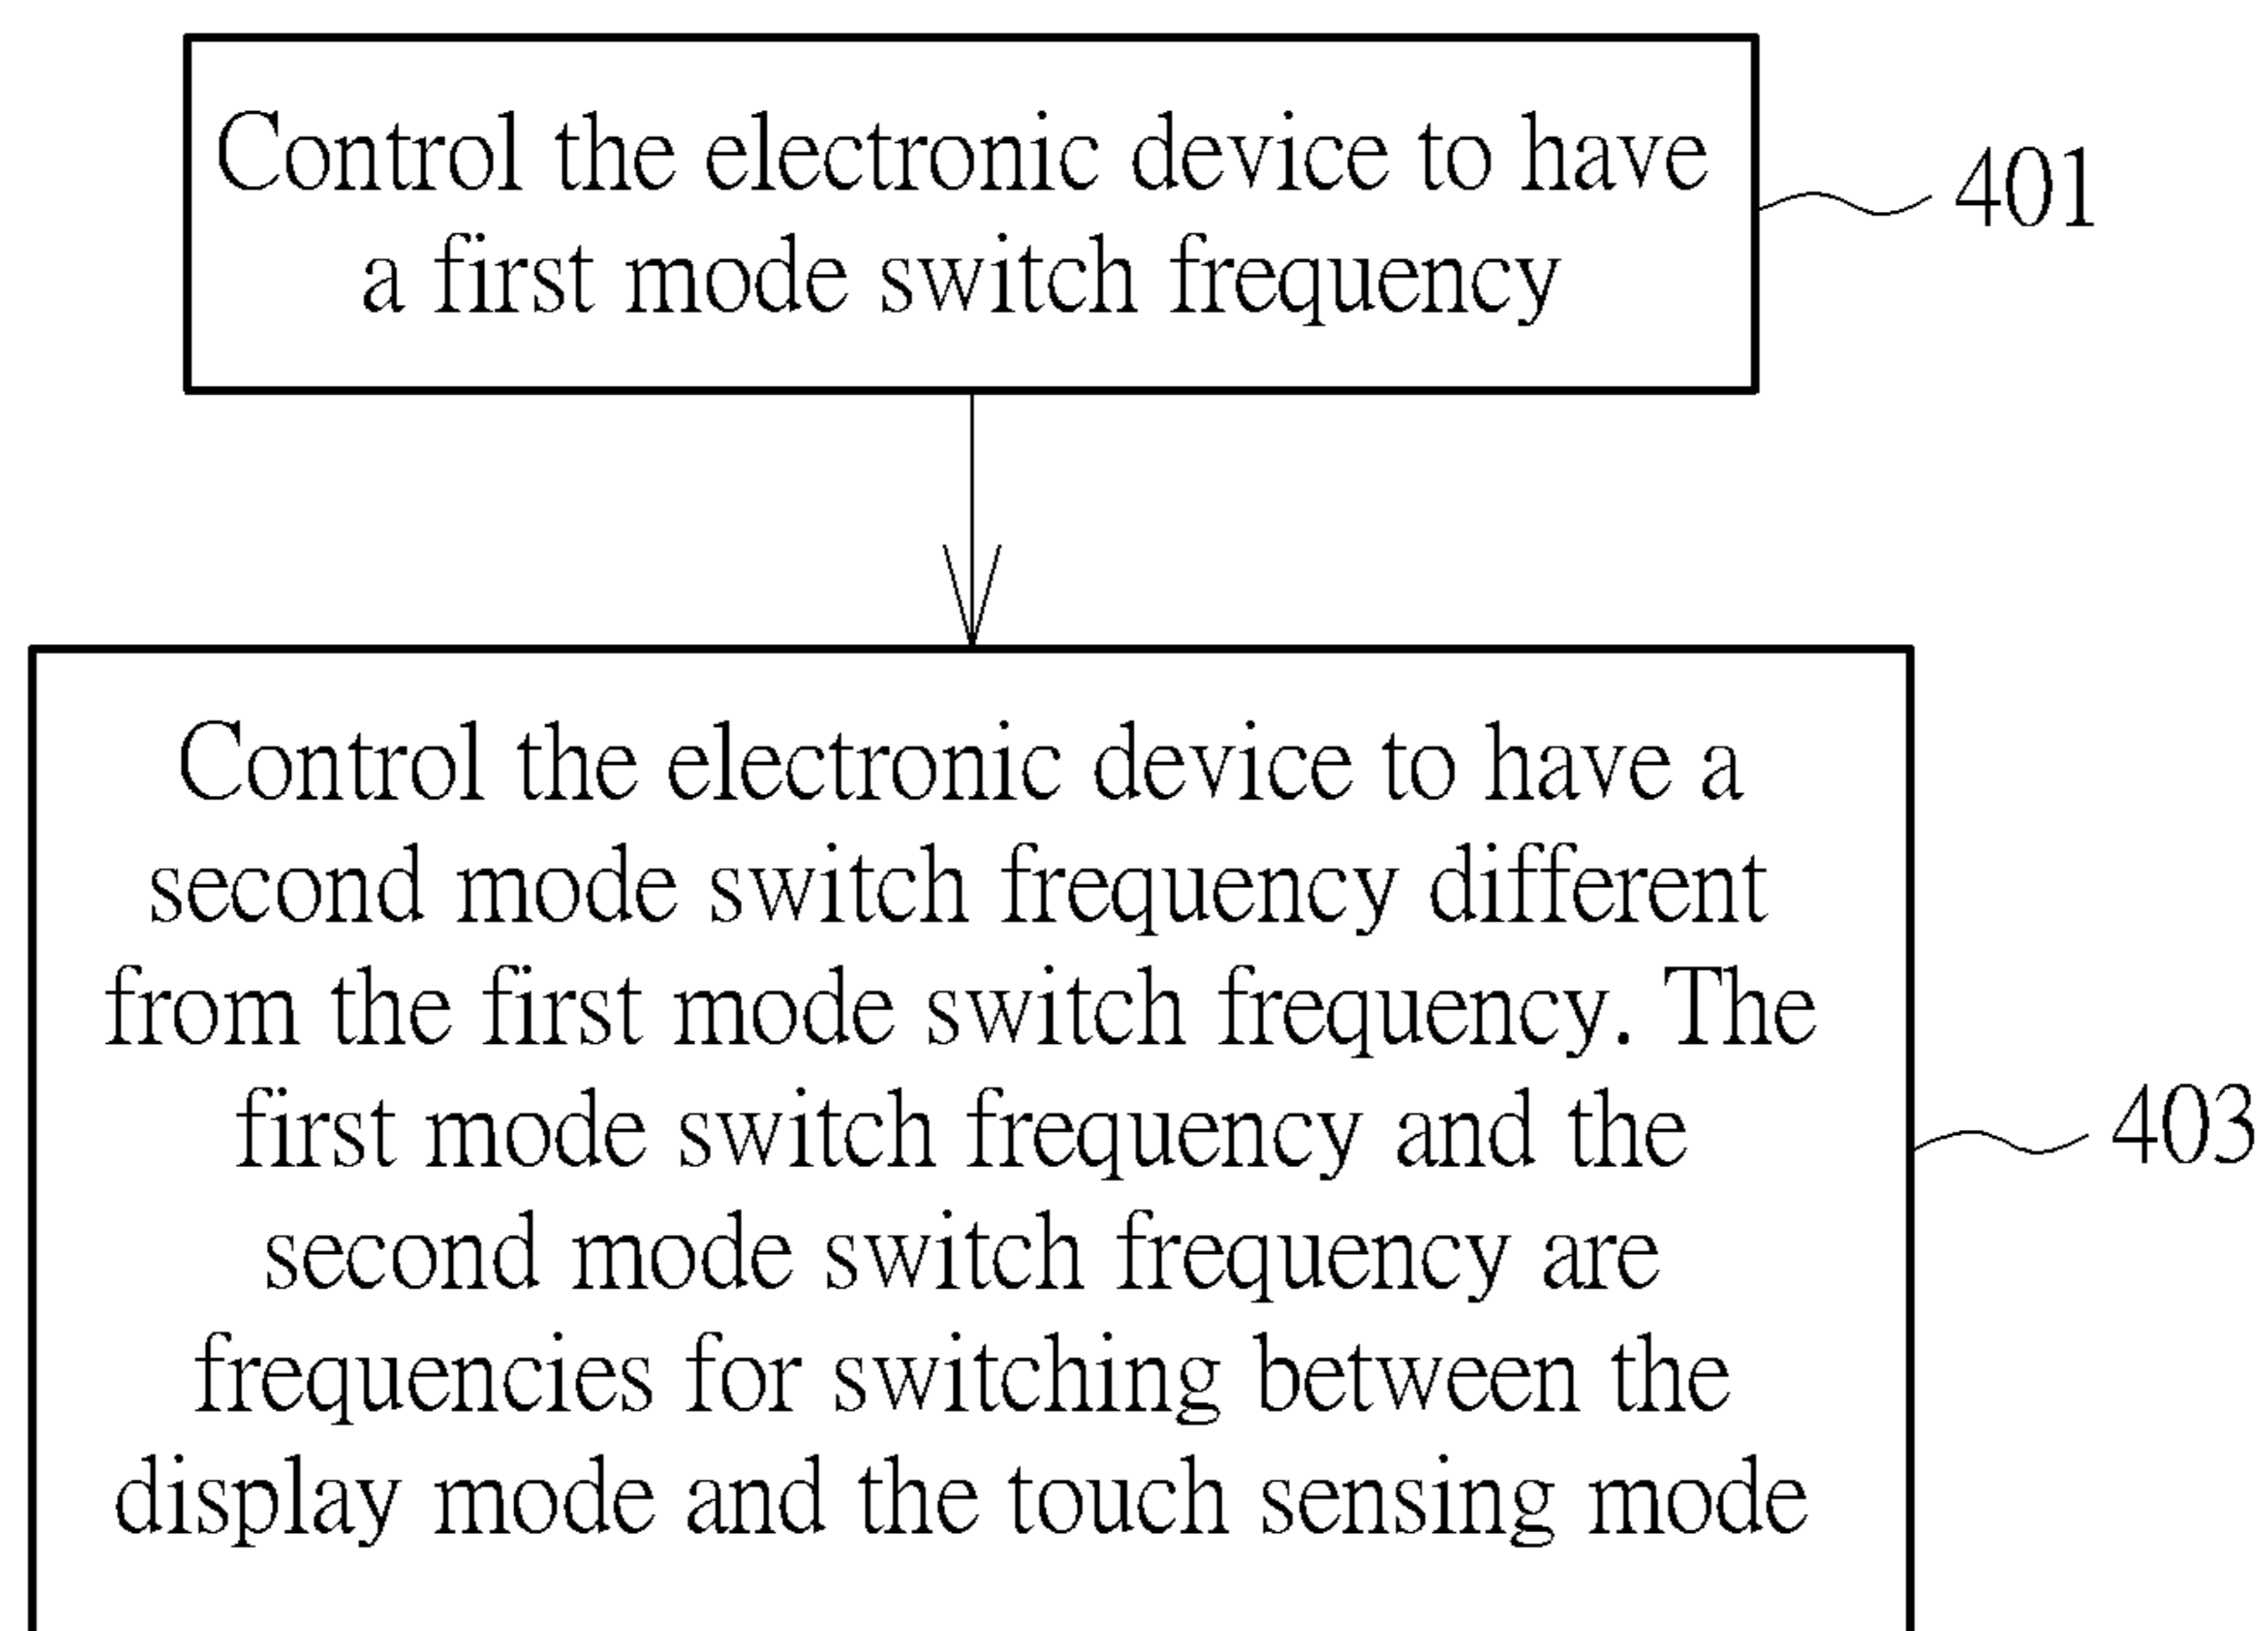 Control the electronic device to have
a first mode switch frequency
401
Control the electronic device to have a
second mode switch frequency different
from the first mode switch frequency. The
first mode switch frequency and the
second mode switch frequency are
frequencies for switching between the
display mode and the touch sensing mode
403